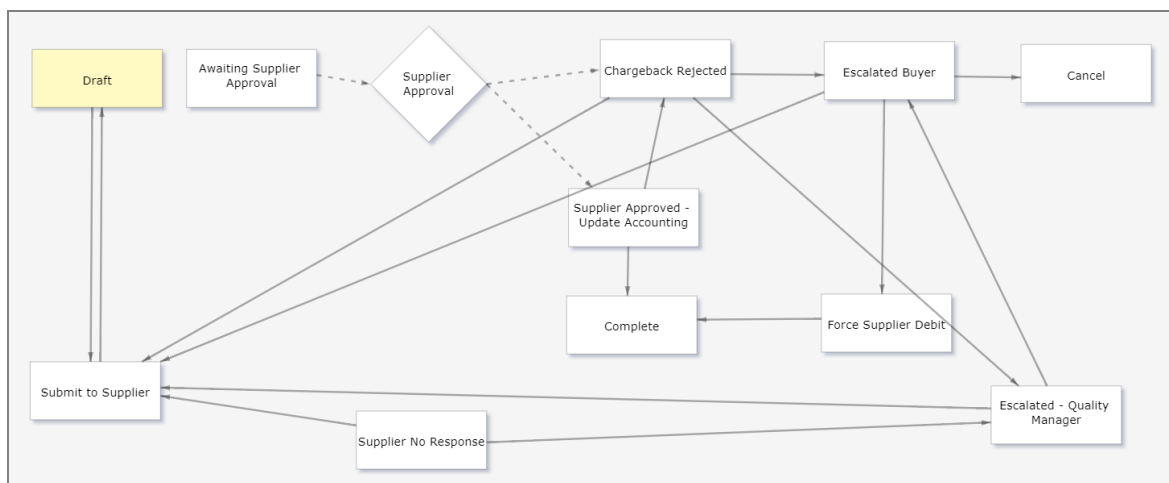 Draft
Awaiting Supplier
Approval
Supplier
Approval
Chargeback Rejected
Escalated Buyer
Cancel
Supplier Approved -
Update Accounting
Complete
Force Supplier Debit
Submit to Supplier
Supplier No Response
Escalated - Quality
Manager